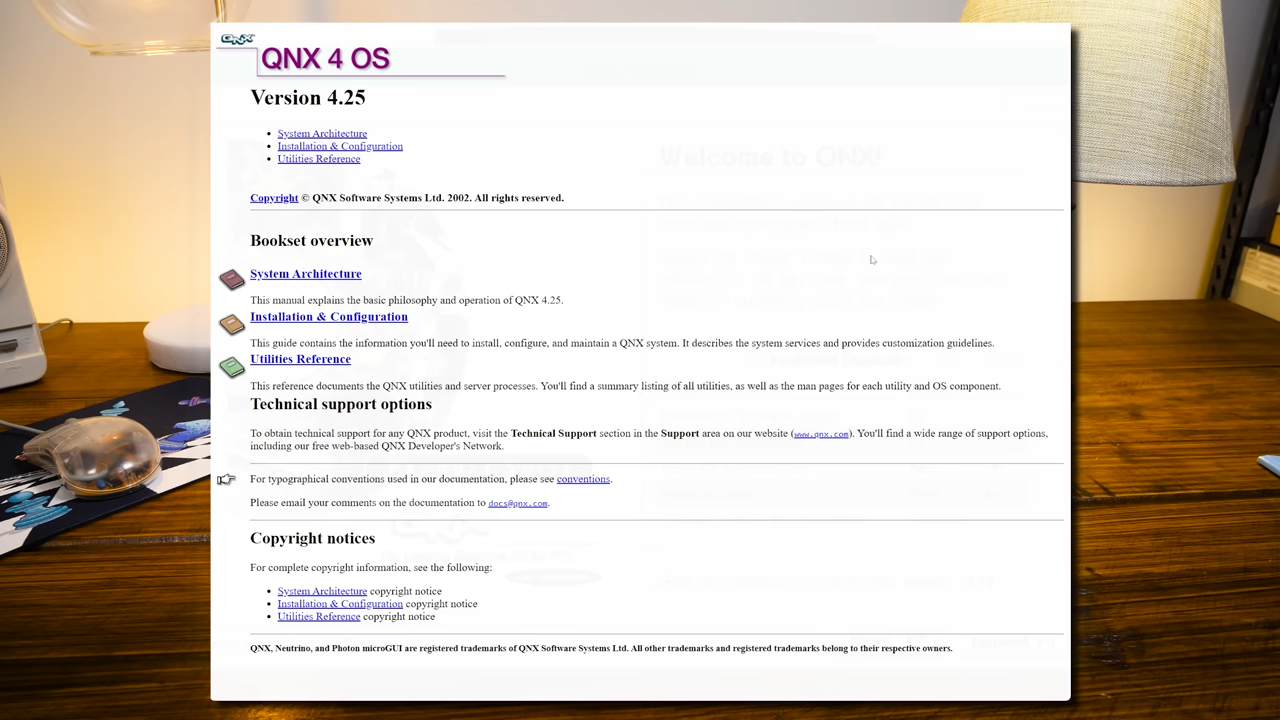 QNX
QNX 4 OS
Version 4.25
System Architecture
Installation & Configuration
Utilities Reference
Copyright © QNX Software Systems Ltd. 2002. All rights reserved.
Bookset overview
System Architecture
This manual explains the basic philosophy and operation of QNX 4.25.
Installation & Configuration
This guide contains the information you'll need to install, configure, and maintain a QNX system. It describes the system services and provides customization guidelines.
Utilities Reference
This reference documents the QNX utilities and server processes. You'll find a summary listing of all utilities, as well as the man pages for each utility and OS component.
Technical support options
To obtain technical support for any QNX product, visit the Technical Support section in the Support area on our website (www.qnx.com). You'll find a wide range of support options,
including our free web-based QNX Developer's Network.
For typographical conventions used in our documentation, please see conventions.
Please email your comments on the documentation to docs@qnx.com.
Copyright notices
For complete copyright information, see the following:
System Architecture copyright notice
Installation & Configuration copyright notice
Utilities Reference copyright notice
QNX, Neutrino, and Photon microGUI are registered trademarks of QNX Software Systems Ltd. All other trademarks and registered trademarks belong to their respective owners.
Welcome to QNX!